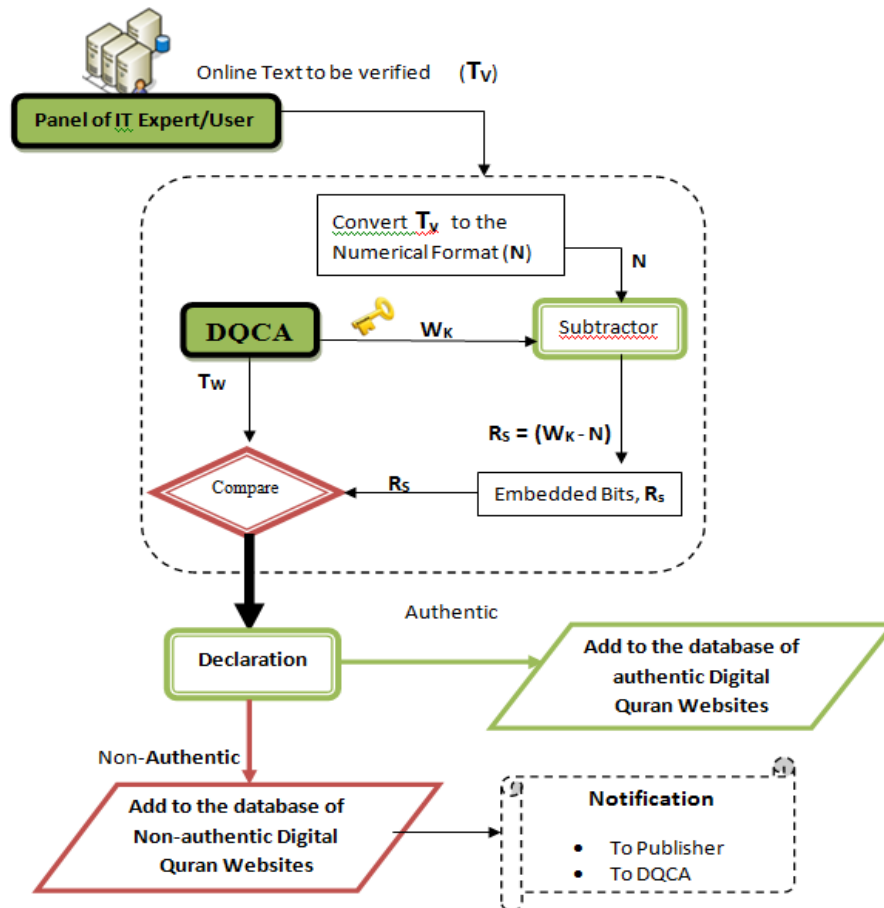 Online Text to be verified (TV)
Panel of IT Expert/User
Convert Tv to the
Numerical Format (N)
N
DQCA
WK
Subtractor
TW
RS = (WK - N)
Compare
RS
Embedded Bits, Rs
Authentic
Declaration
Add to the database of
authentic Digital
Quran Websites
Non-Authentic
Add to the database of
Non-authentic Digital
Quran Websites
Notification
• To Publisher
• To DQCA